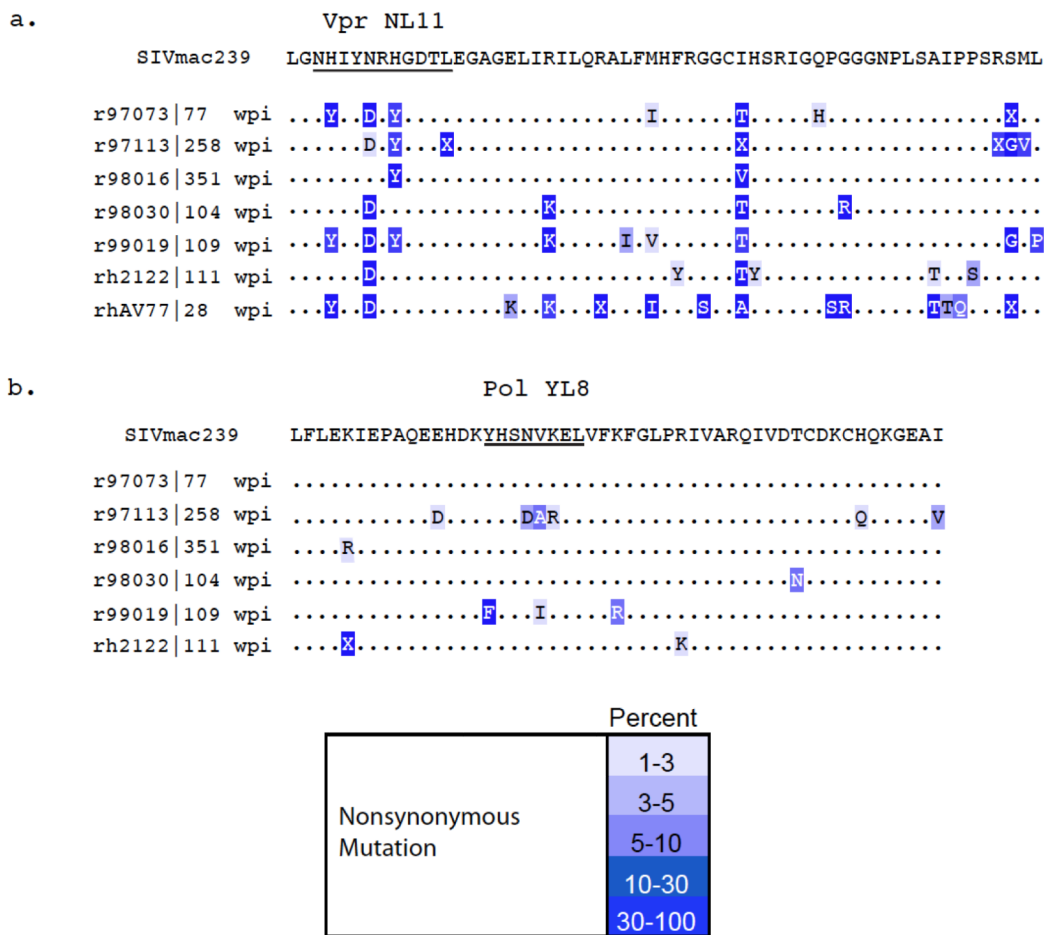 a.
Vpr NL11
SIVmac239 LGNHIYNRHGDTLEGAGELIRILQRALFMHFRGGCIHSRIGQPGGGNPLSAIPPSRSML
r97073|77 wpi ...Y..D.Y...................I......T.....H..............X..
r97113|258 wpi ......D.Y...X......................X...................XGV.
r98016|351 wpi ........Y..........................V.......................
r98030|104 wpi ......D.............K..............T.......R...............
r99019|109 wpi ...Y..D.Y...........K.....I.V......T....................G.P
rh2122|111 wpi ......D.......................Y....TY.............T..S.....
rhAV77|28 wpi ...Y..D..........K..K...X...I...S..A......SR......TTQ...X..
b.
Pol YL8
SIVmac239 LFLEKIEPAQEEHDKYHSNVKELVFKFGLPRIVARQIVDTCDKCHQKGEAI
r97073|77 wpi ...................................................
r97113|258 wpi ...........D......DAR.......................Q.....V
r98016|351 wpi ....R..............................................
r98030|104 wpi .......................................N...........
r99019|109 wpi ...............F...I.....R.........................
rh2122|111 wpi ....X.........................K....................
Percent
Nonsynonymous
Mutation
1-3
3-5
5-10
10-30
30-100